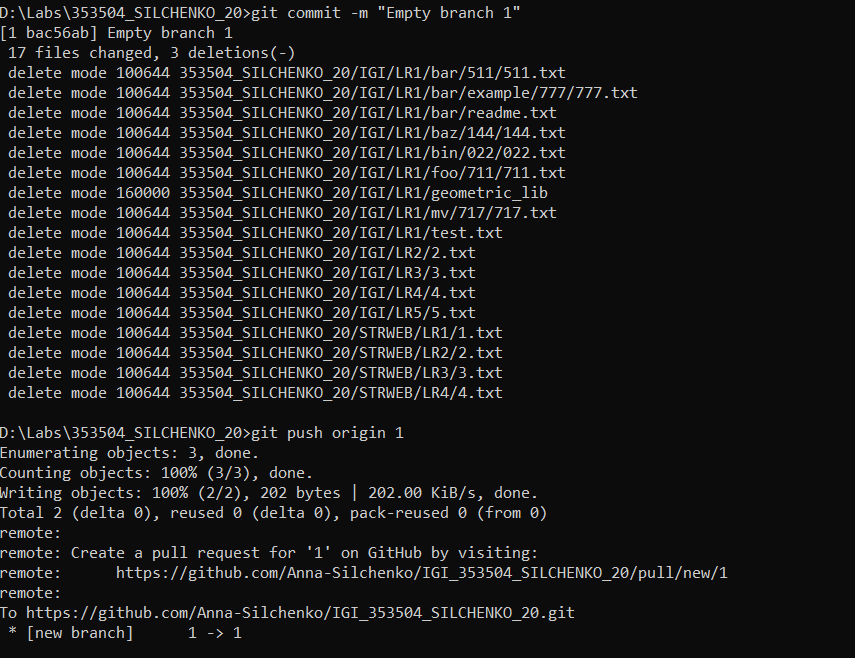 D:\Labs\353504_SILCHENKO_20>git commit -m "Empty branch 1"
[1 bac56ab] Empty branch 1
 17 files changed, 3 deletions(-)
 delete mode 100644 353504_SILCHENKO_20/IGI/LR1/bar/511/511.txt
 delete mode 100644 353504_SILCHENKO_20/IGI/LR1/bar/example/777/777.txt
 delete mode 100644 353504_SILCHENKO_20/IGI/LR1/bar/readme.txt
 delete mode 100644 353504_SILCHENKO_20/IGI/LR1/baz/144/144.txt
 delete mode 100644 353504_SILCHENKO_20/IGI/LR1/bin/022/022.txt
 delete mode 100644 353504_SILCHENKO_20/IGI/LR1/foo/711/711.txt
 delete mode 160000 353504_SILCHENKO_20/IGI/LR1/geometric_lib
 delete mode 100644 353504_SILCHENKO_20/IGI/LR1/mv/717/717.txt
 delete mode 100644 353504_SILCHENKO_20/IGI/LR1/test.txt
 delete mode 100644 353504_SILCHENKO_20/IGI/LR2/2.txt
 delete mode 100644 353504_SILCHENKO_20/IGI/LR3/3.txt
 delete mode 100644 353504_SILCHENKO_20/IGI/LR4/4.txt
 delete mode 100644 353504_SILCHENKO_20/IGI/LR5/5.txt
 delete mode 100644 353504_SILCHENKO_20/STRWEB/LR1/1.txt
 delete mode 100644 353504_SILCHENKO_20/STRWEB/LR2/2.txt
 delete mode 100644 353504_SILCHENKO_20/STRWEB/LR3/3.txt
 delete mode 100644 353504_SILCHENKO_20/STRWEB/LR4/4.txt
D:\Labs\353504_SILCHENKO_20>git push origin 1
Enumerating objects: 3, done.
Counting objects: 100% (3/3), done.
Writing objects: 100% (2/2), 202 bytes | 202.00 KiB/s, done.
Total 2 (delta 0), reused 0 (delta 0), pack-reused 0 (from 0)
remote:
remote: Create a pull request for '1' on GitHub by visiting:
remote:      https://github.com/Anna-Silchenko/IGI_353504_SILCHENKO_20/pull/new/1
remote:
To https://github.com/Anna-Silchenko/IGI_353504_SILCHENKO_20.git
 * [new branch]      1 -> 1